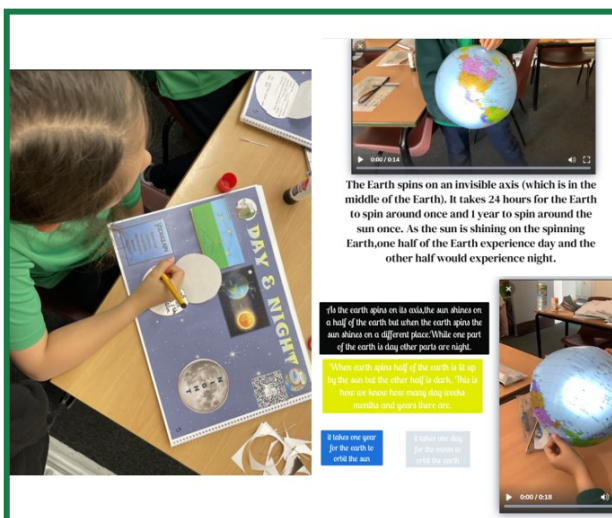 DAY & NIGHT
NIGHT
0:00 / 0:14
The Earth spins on an invisible axis (which is in the
middle of the Earth). It takes 24 hours for the Earth
to spin around once and 1 year to spin around the
sun once. As the sun is shining on the spinning
Earth,one half of the Earth experience day and the
other half would experience night.
As the earth spins on its axis,the sun shines on
a half of the earth but when the earth spins the
sun shines on a different place.While one part
of the earth is day other parts are night.
When earth spins half of the earth is lit up
by the sun but the other half is dark. This is
how we know how many day weeks
months and years there are.
it takes one year
for the earth to
orbit the sun
it takes one day
for the moon to
orbit the earth
0:00 / 0:18